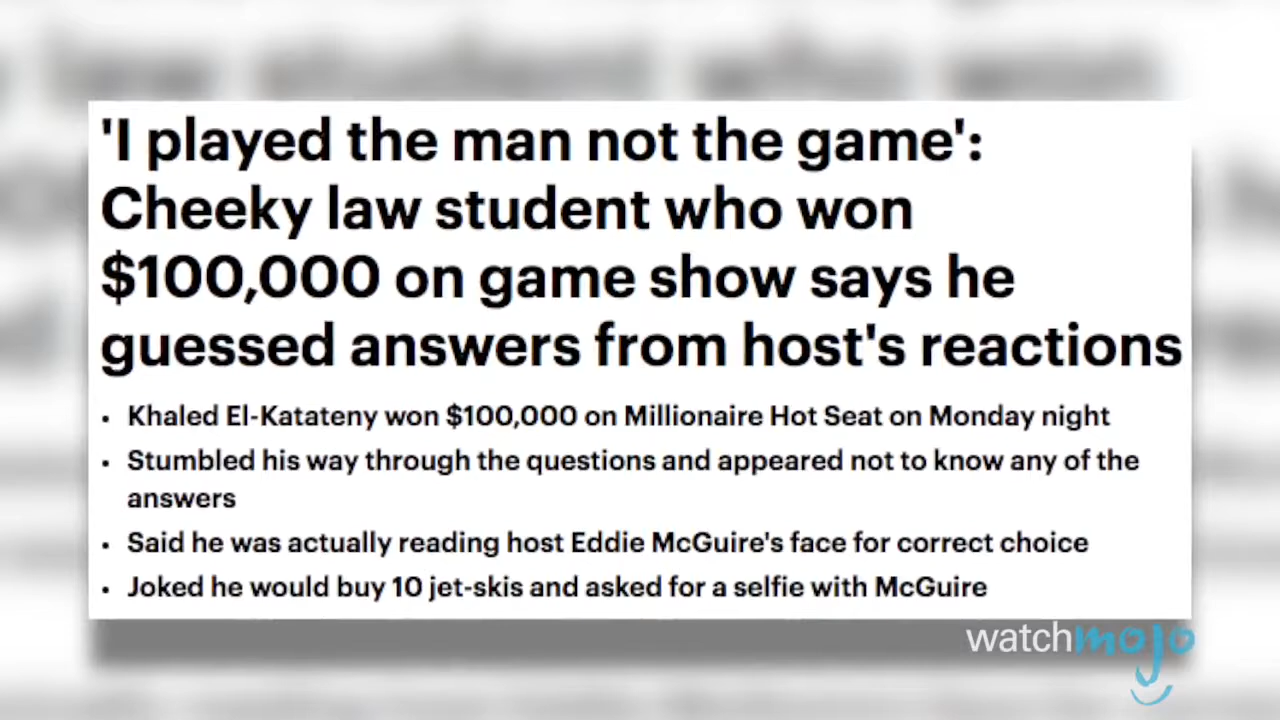 'I played the man not the game':
Cheeky law student who won
$100,000 on game show says he
guessed answers from host's reactions
• Khaled El-Katateny won $100,000 on Millionaire Hot Seat on Monday night
• Stumbled his way through the questions and appeared not to know any of the
answers
• Said he was actually reading host Eddie McGuire's face for correct choice
• Joked he would buy 10 jet-skis and asked for a selfie with McGuire
watchmojo